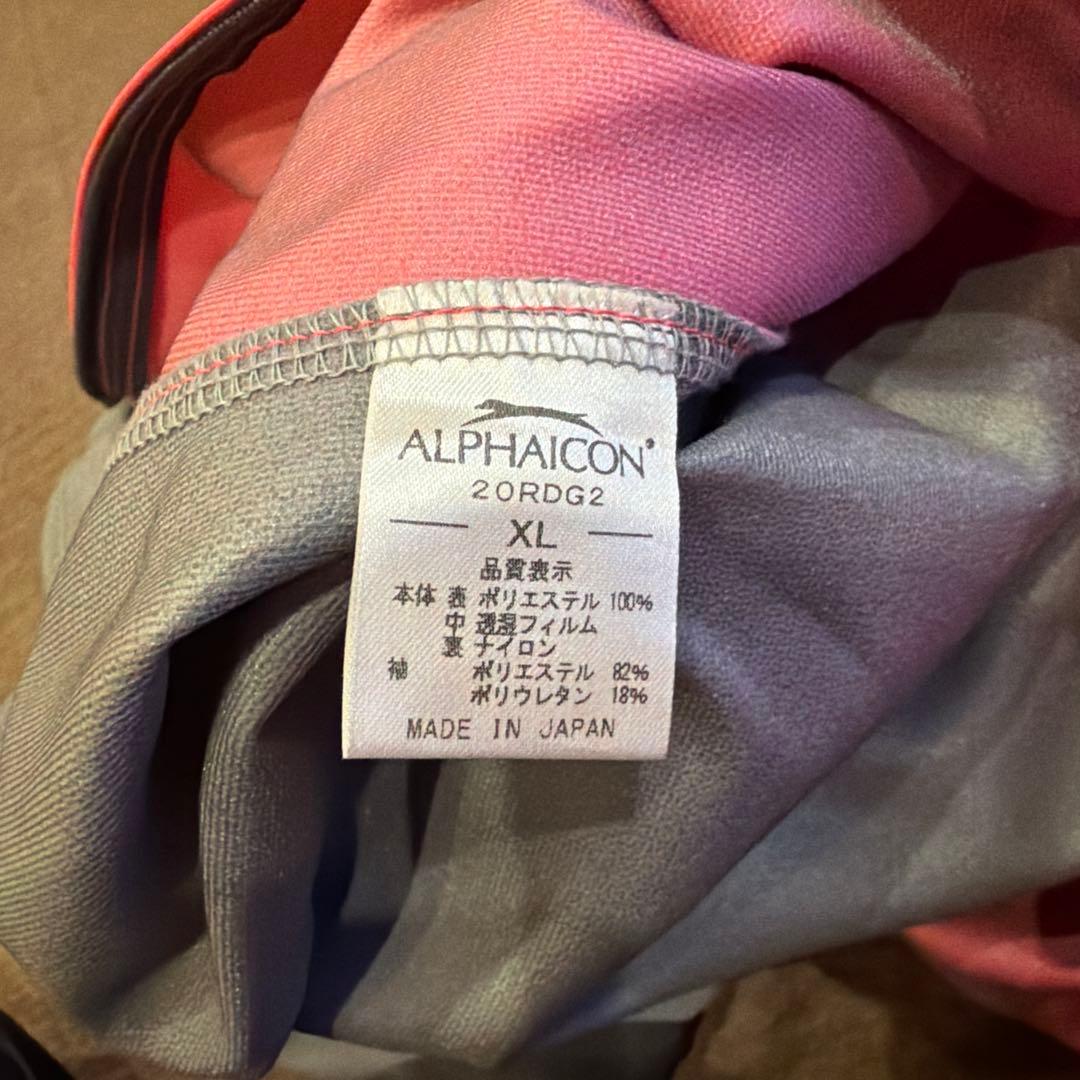 ALPHAICON
20RDG2
XL
品質表示
本体 表 ポリエステル 100%
中 透湿フィルム
裏 ナイロン
袖 ポリエステル 82%
ポリウレタン 18%
MADE IN JAPAN